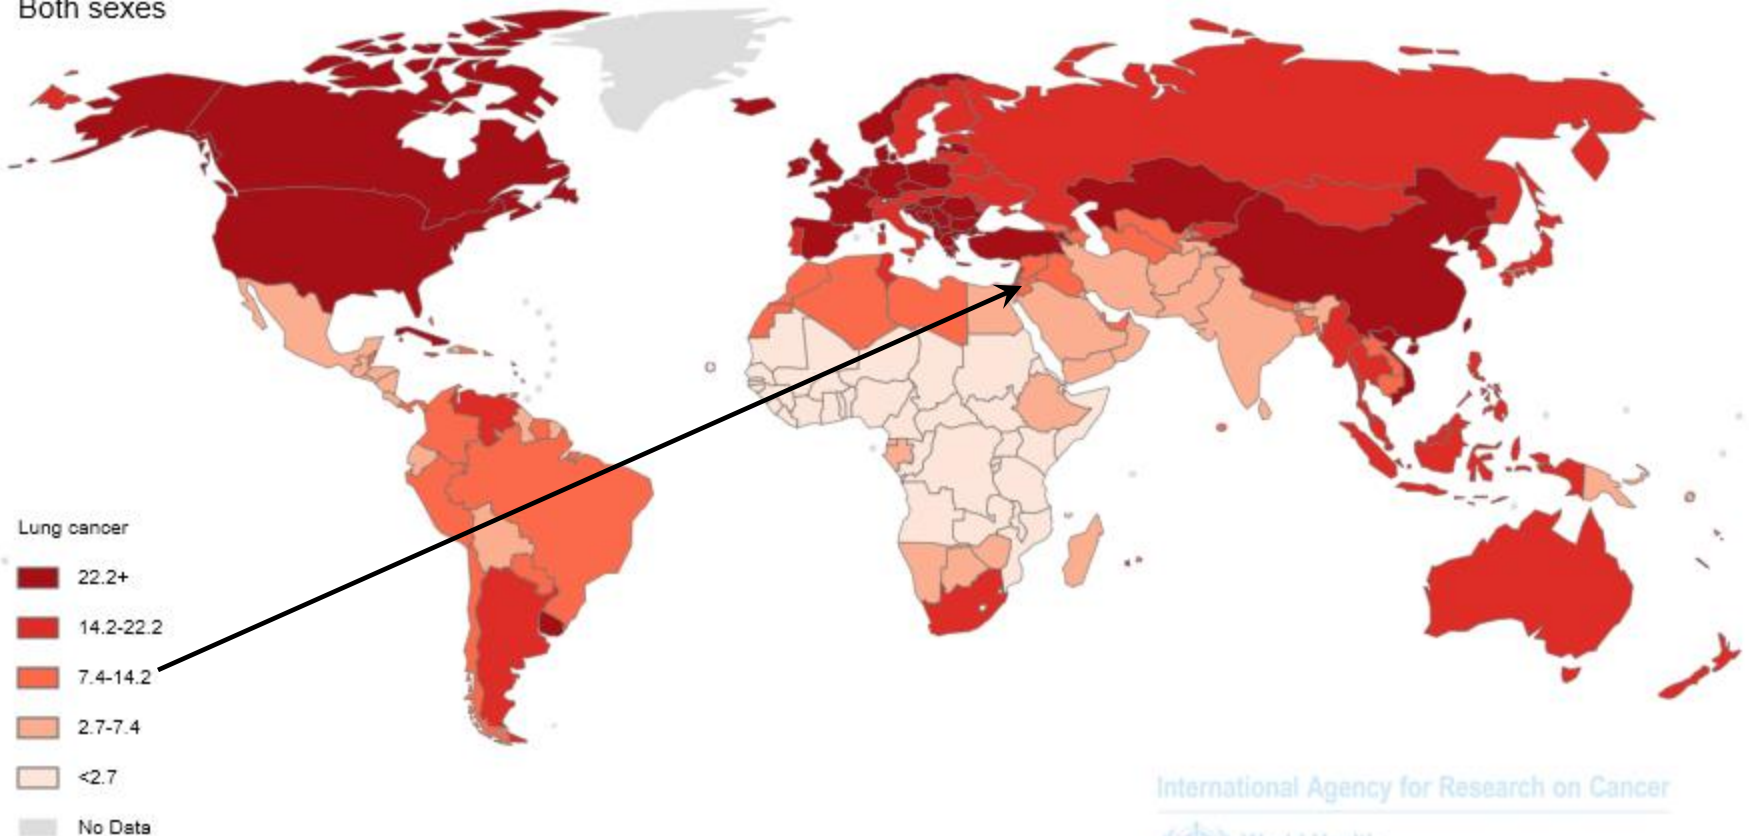 Both sexes
Lung cancer
22.2+
14.2-22.2
7.4-14.2
2.7-7.4
<2.7
No Data
International Agency for Research on Cancer